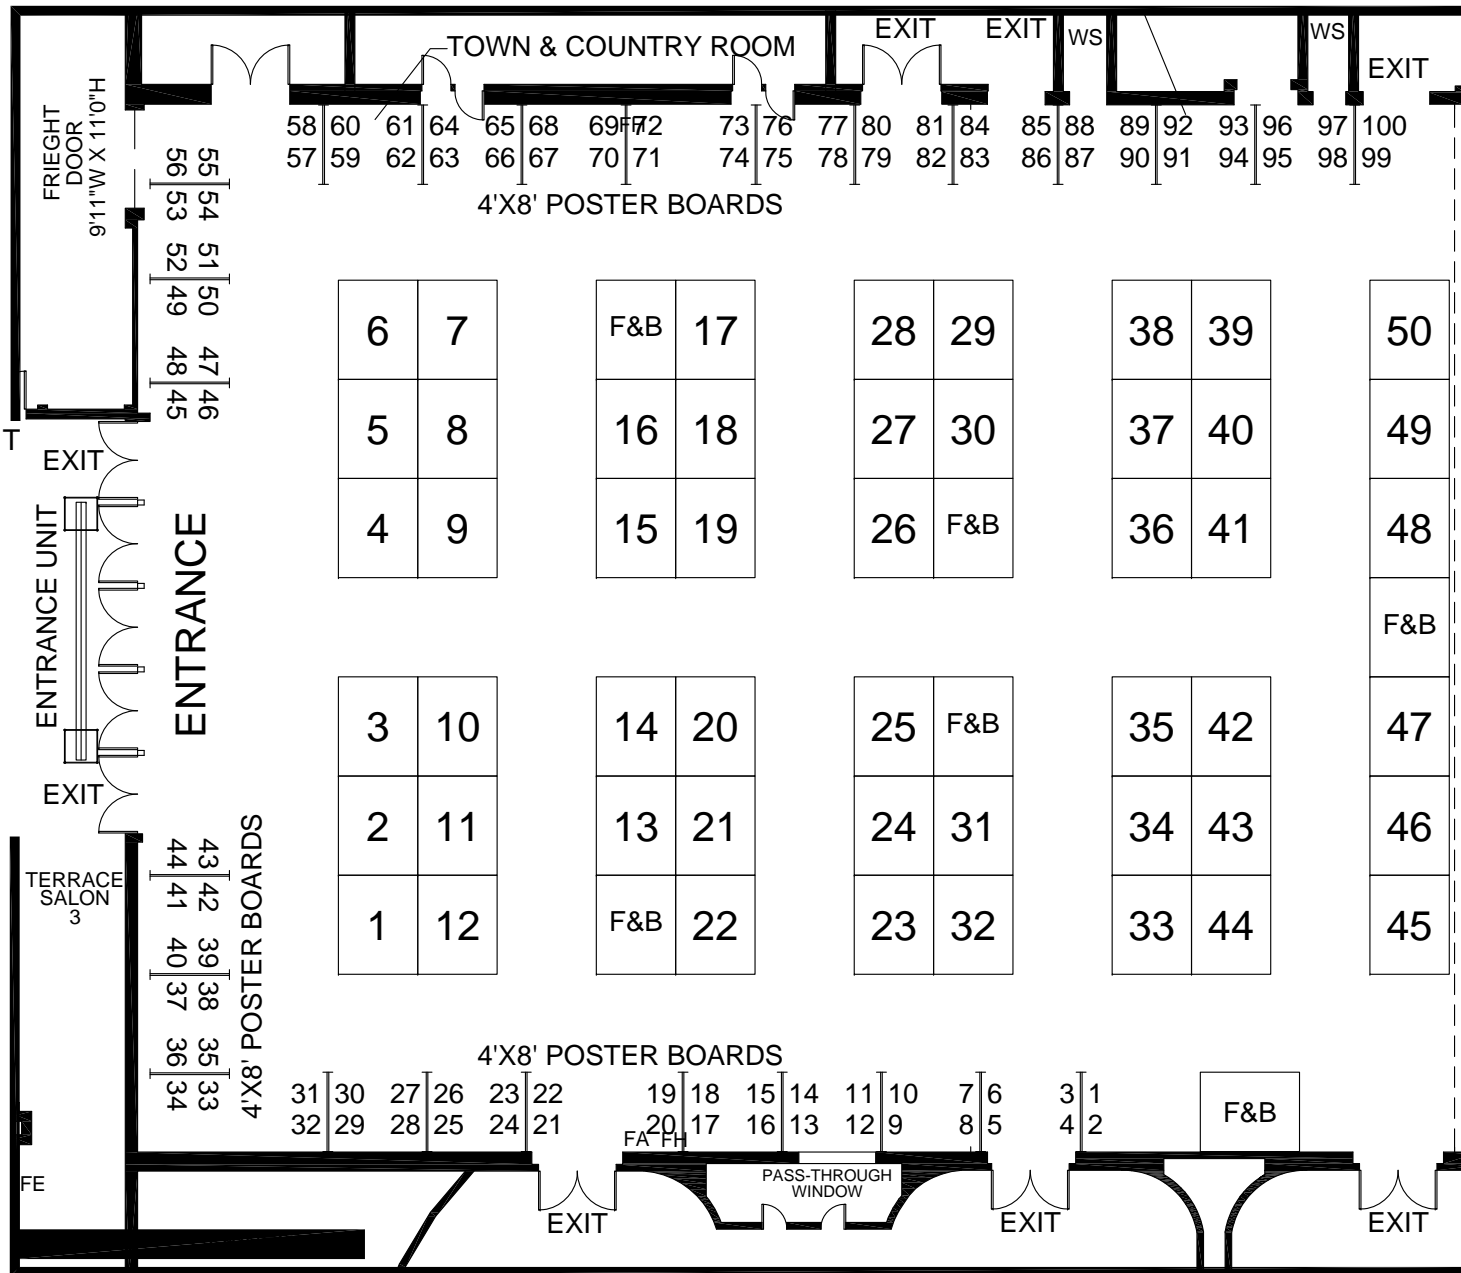 EXIT EXIT WS WS
TOWN & COUNTRY ROOM EXIT
58 60 61 64 65 68 69 FH 72 73 76 77 80 81 84 85 88 89 92 93 96 97 100
57 59 62 63 66 67 70 71 74 75 78 79 82 83 86 87 90 91 94 95 98 99
4'X8' POSTER BOARDS
FRIEGHT
DOOR
9'11"W X 11'0"H
56 55
53 54
52 51
49 50
48 47
45 46
6 7 F&B 17 28 29 38 39 50
5 8 16 18 27 30 37 40 49
4 9 15 19 26 F&B 36 41 48
T
EXIT
ENTRANCE UNIT
ENTRANCE
F&B
3 10 14 20 25 F&B 35 42 47
EXIT
2 11 13 21 24 31 34 43 46
1 12 F&B 22 23 32 33 44 45
44 43
41 42
40 39
37 38
36 35
34 33
4'X8' POSTER BOARDS
TERRACE
SALON
3
4'X8' POSTER BOARDS
31 30 27 26 23 22 19 18 15 14 11 10 7 6 3 1
32 29 28 25 24 21 20 17 16 13 12 9 8 5 4 2
F&B
FA FH
PASS-THROUGH
WINDOW
FE
EXIT EXIT EXIT